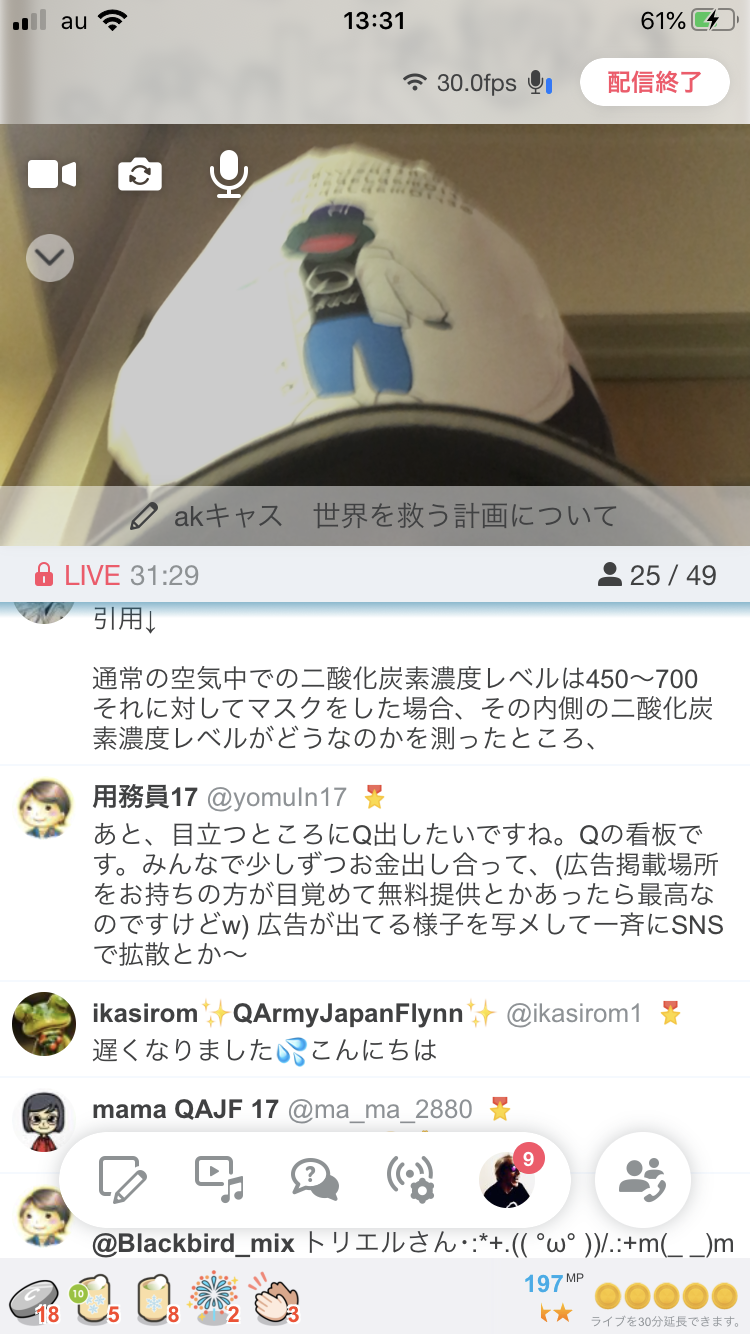 au
13:31
61%
30.0fps
配信終了
akキャス 世界を救う計画について
LIVE 31:29
25 / 49
引用↓
通常の空気中での二酸化炭素濃度レベルは450〜700
それに対してマスクをした場合、その内側の二酸化炭
素濃度レベルがどうなのかを測ったところ、
用務員17 @yomuIn17
あと、目立つところにQ出したいですね。Qの看板で
す。みんなで少しずつお金出し合って、(広告掲載場所
をお持ちの方が目覚めて無料提供とかあったら最高な
のですけどw) 広告が出てる様子を写メして一斉にSNS
で拡散とか〜
ikasirom✨QArmyJapanFlynn✨ @ikasirom1
遅くなりました💦こんにちは
mama QAJF 17 @ma_ma_2880
9
@Blackbird_mix トリエルさん･:*+.(( °ω° ))/.:+m(_ _)m
C
18
10
5
8
2
3
197MP
ライブを30分延長できます。